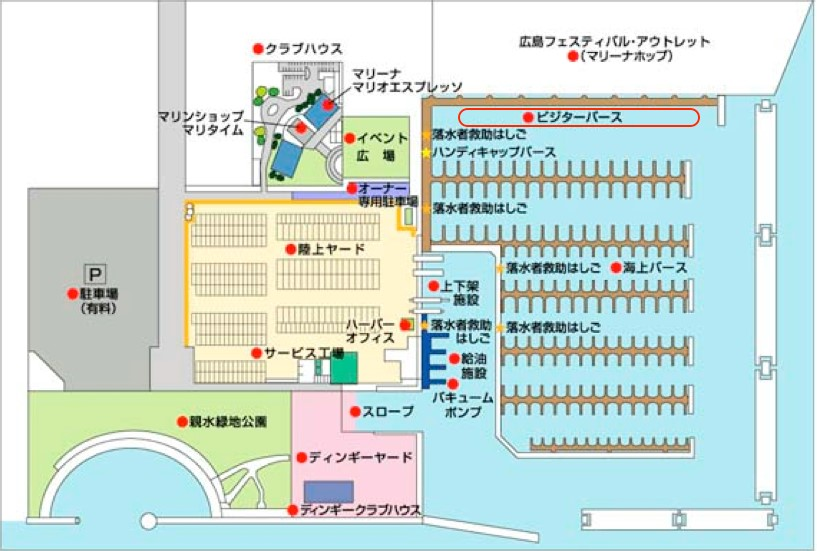 クラブハウス
広島フェスティバル・アウトレット
(マリーナホップ)
マリーナ
マリオエスプレッソ
マリンショップ
マリタイム
ビジターバース
イベント
広場
落水者救助はしご
ハンディキャップバース
オーナー
専用駐車場
落水者救助はしご
陸上ヤード
落水者救助はしご
海上バース
P
駐車場
(有料)
上下架
施設
ハーバー
オフィス
落水者救助
はしご
落水者救助はしご
サービス工場
給油
施設
バキューム
ポンプ
スロープ
親水緑地公園
ディンギーヤード
ディンギークラブハウス